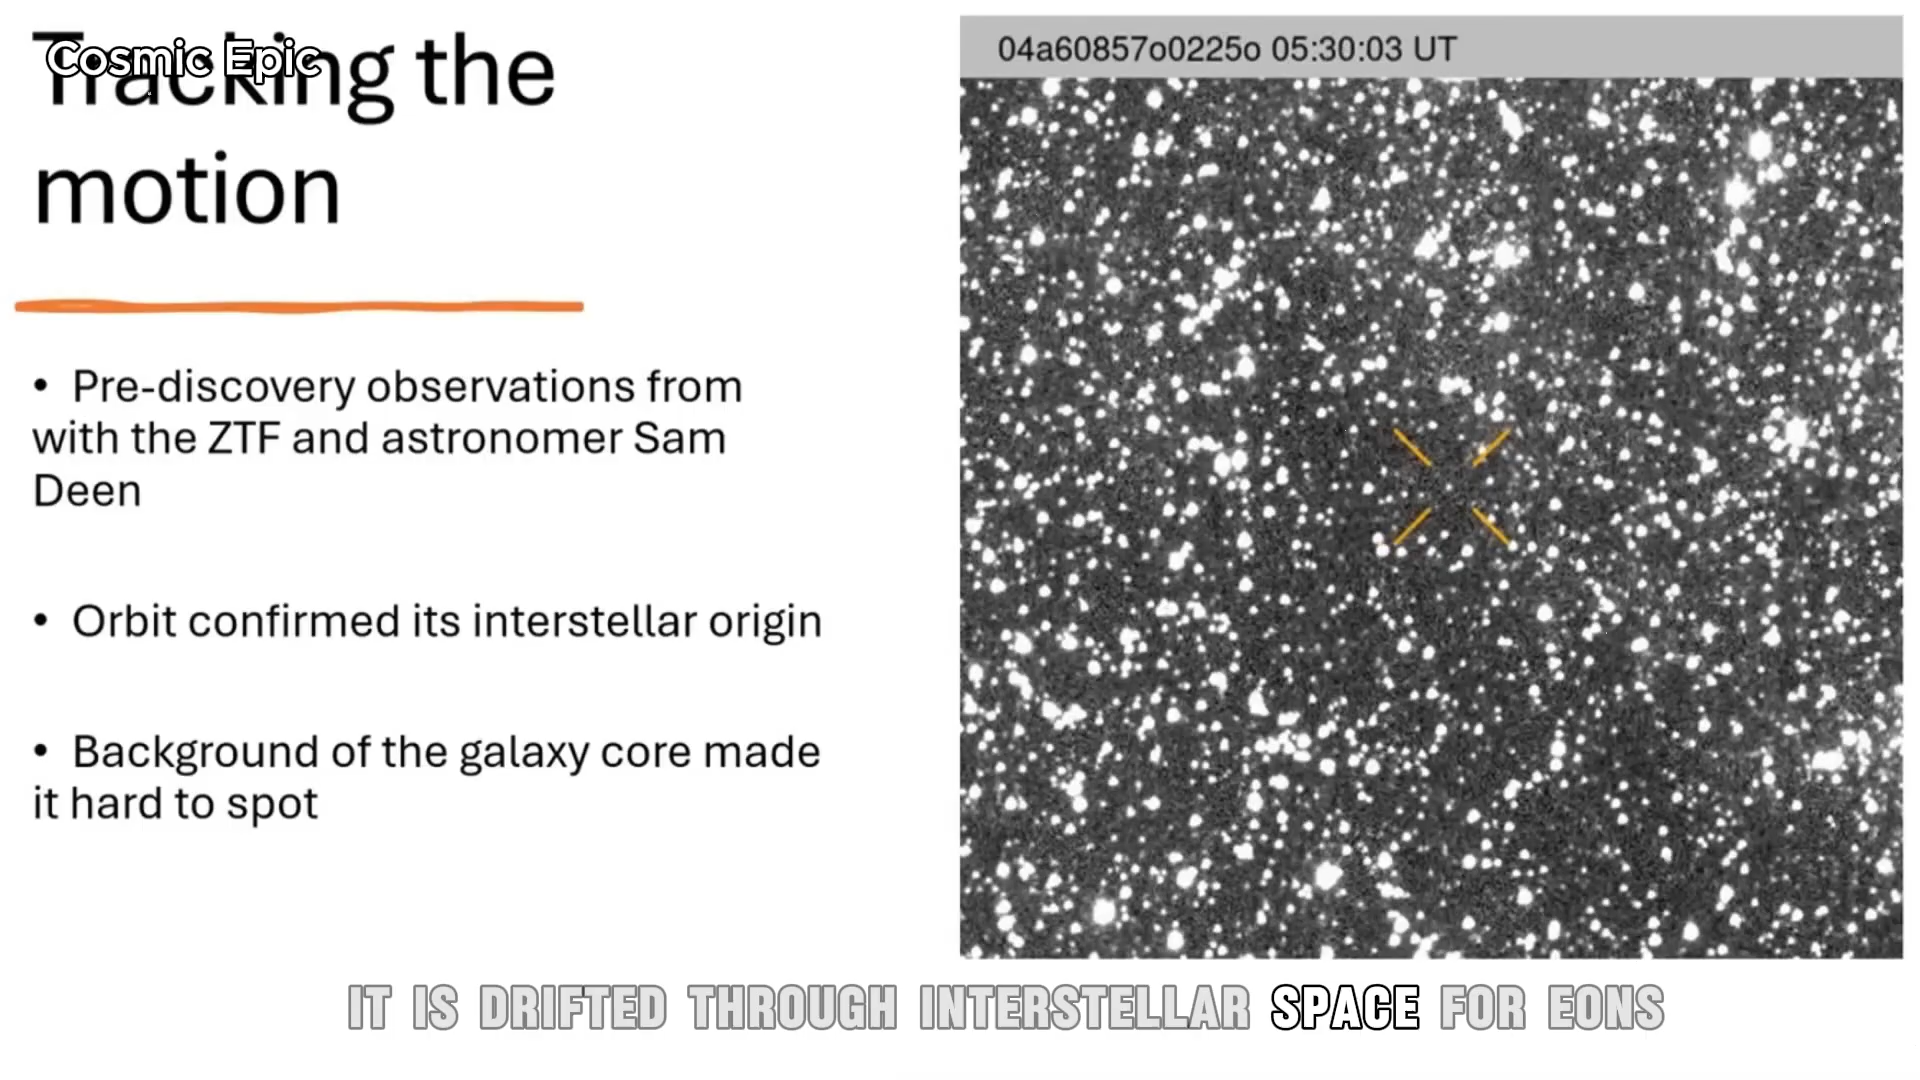 Cosmic Epic
Tracking the
motion
04a60857o0225o 05:30:03 UT
• Pre-discovery observations from
with the ZTF and astronomer Sam
Deen
• Orbit confirmed its interstellar origin
• Background of the galaxy core made
it hard to spot
IT IS DRIFTED THROUGH INTERSTELLAR SPACE FOR EONS